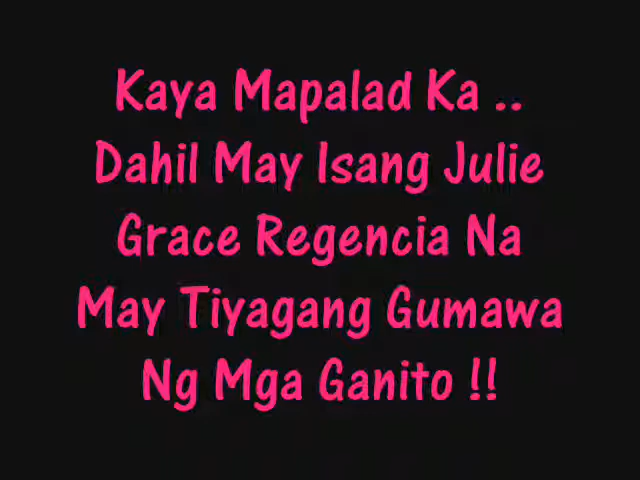 Kaya Mapalad Ka ..
Dahil May Isang Julie
Grace Regencia Na
May Tiyagang Gumawa
Ng Mga Ganito !!